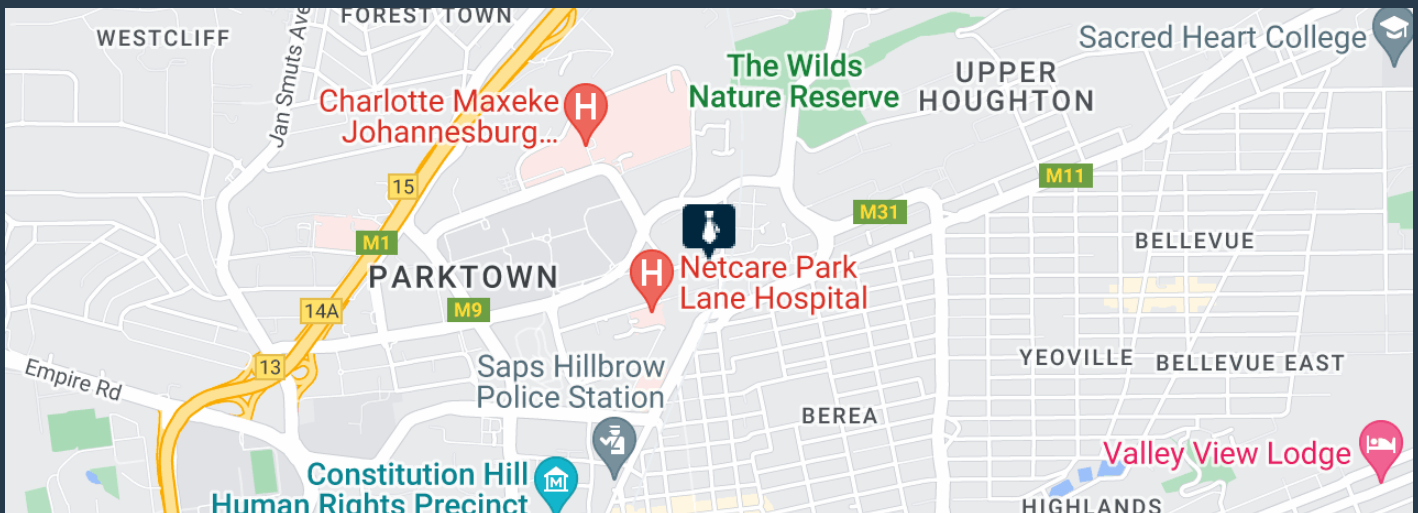 FOREST TOWN
WESTCLIFF
Jan Smuts Ave
Sacred Heart College
The Wilds
Nature Reserve
UPPER
HOUGHTON
Charlotte Maxeke
Johannesburg...
H
15
M11
M31
M1
BELLEVUE
PARKTOWN
H
Netcare Park
Lane Hospital
14A
M9
13
Empire Rd
Saps Hillbrow
Police Station
YEOVILLE
BELLEVUE EAST
BEREA
Valley View Lodge
Constitution Hill
Human Rights Precinct
M
HIGHLANDS